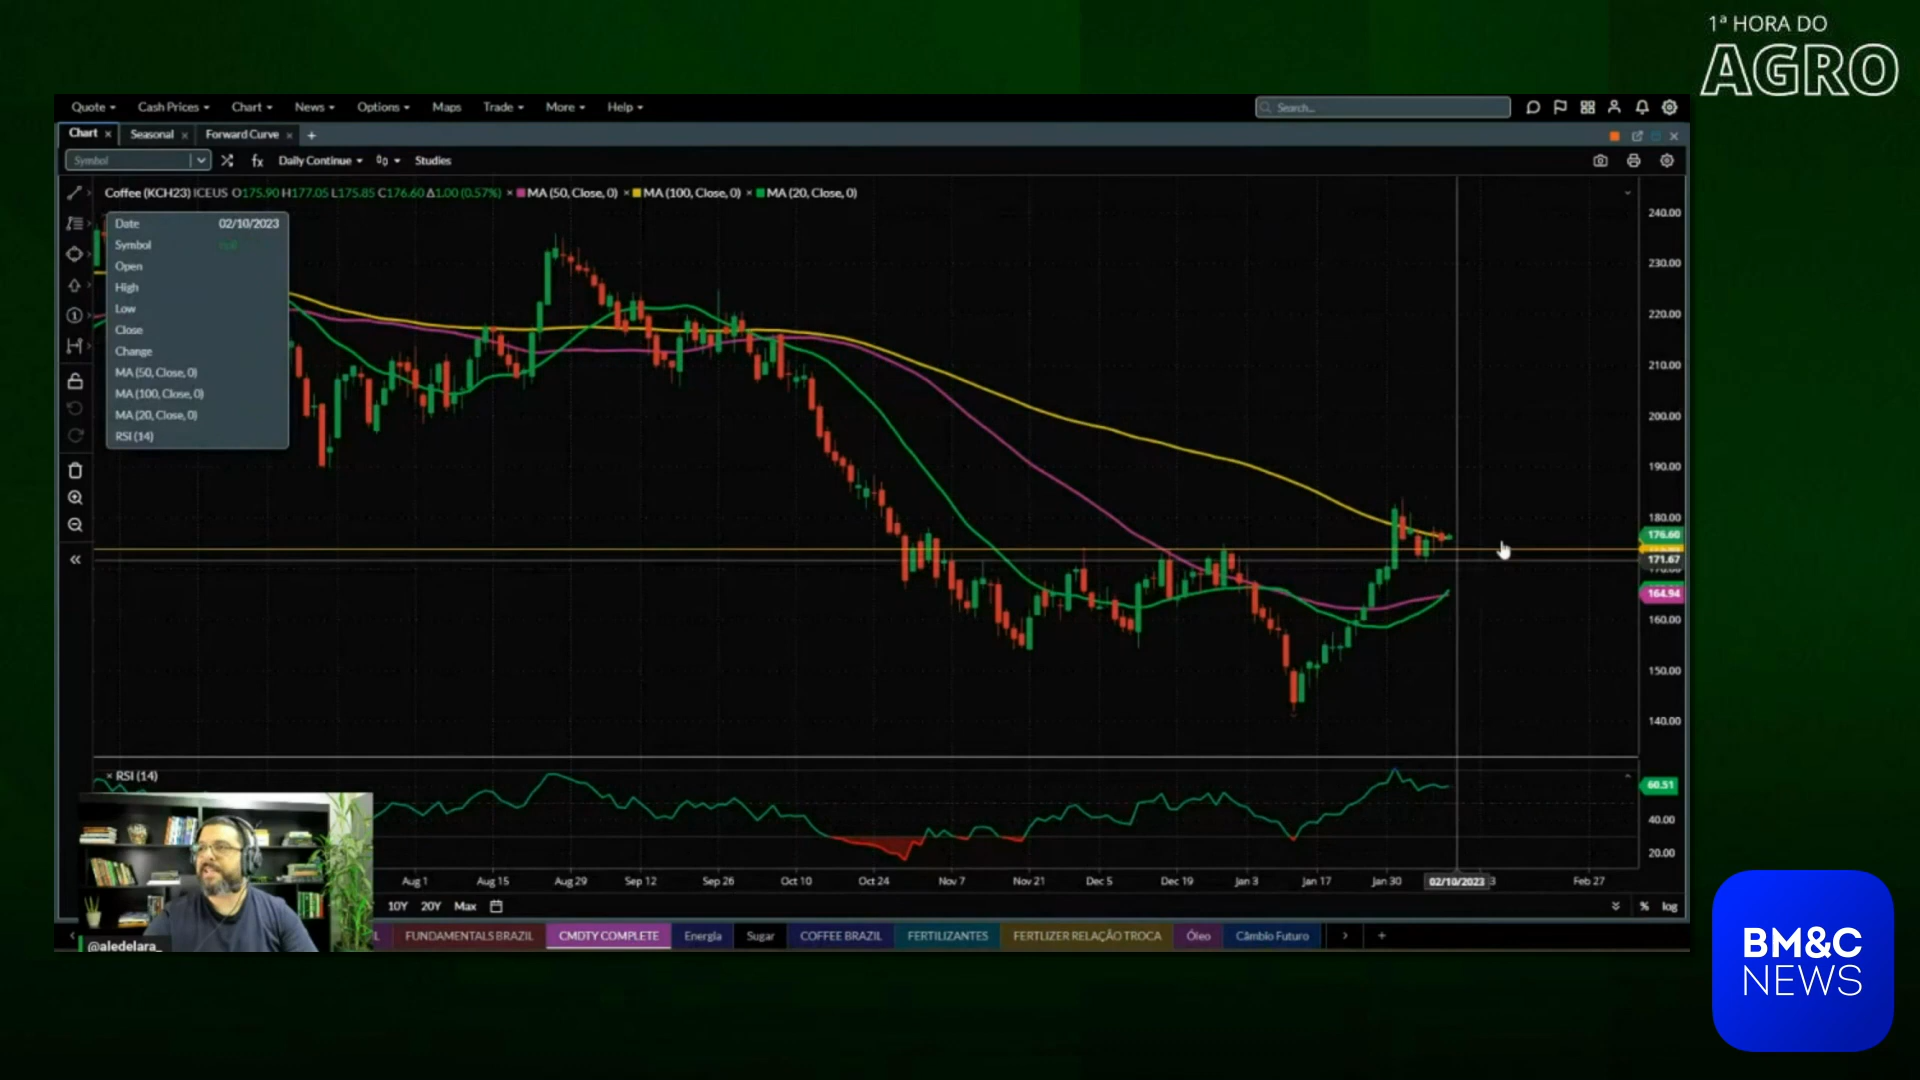 1ª HORA DO
AGRO
Quote Cash Prices Chart News Options Maps Trade More Help Search...
Chart × Seasonal × Forward Curve × +
Symbol fx Daily Continue Studies
Coffee (KCH23) ICEUS O175.90 H177.05 L175.85 C176.60 Δ1.00 (0.57%) × MA (50, Close, 0) × MA (100, Close, 0) × MA (20, Close, 0)
Date 02/10/2023
Symbol
Open
High
Low
Close
Change
MA (50, Close, 0)
MA (100, Close, 0)
MA (20, Close, 0)
RSI (14)
240.00
230.00
220.00
210.00
200.00
190.00
180.00
176.60
171.67
164.94
160.00
150.00
140.00
× RSI (14)
60.51
40.00
20.00
Aug 1 Aug 15 Aug 29 Sep 12 Sep 26 Oct 10 Oct 24 Nov 7 Nov 21 Dec 5 Dec 19 Jan 3 Jan 17 Jan 30 02/10/2023 Feb 27
10Y 20Y Max % log
FUNDAMENTALS BRAZIL CMDTY COMPLETE Energia Sugar COFFEE BRAZIL FERTILIZANTES FERTLIZER RELAÇÃO TROCA Óleo Câmbio Futuro > +
@aledelara_
BM&C
NEWS